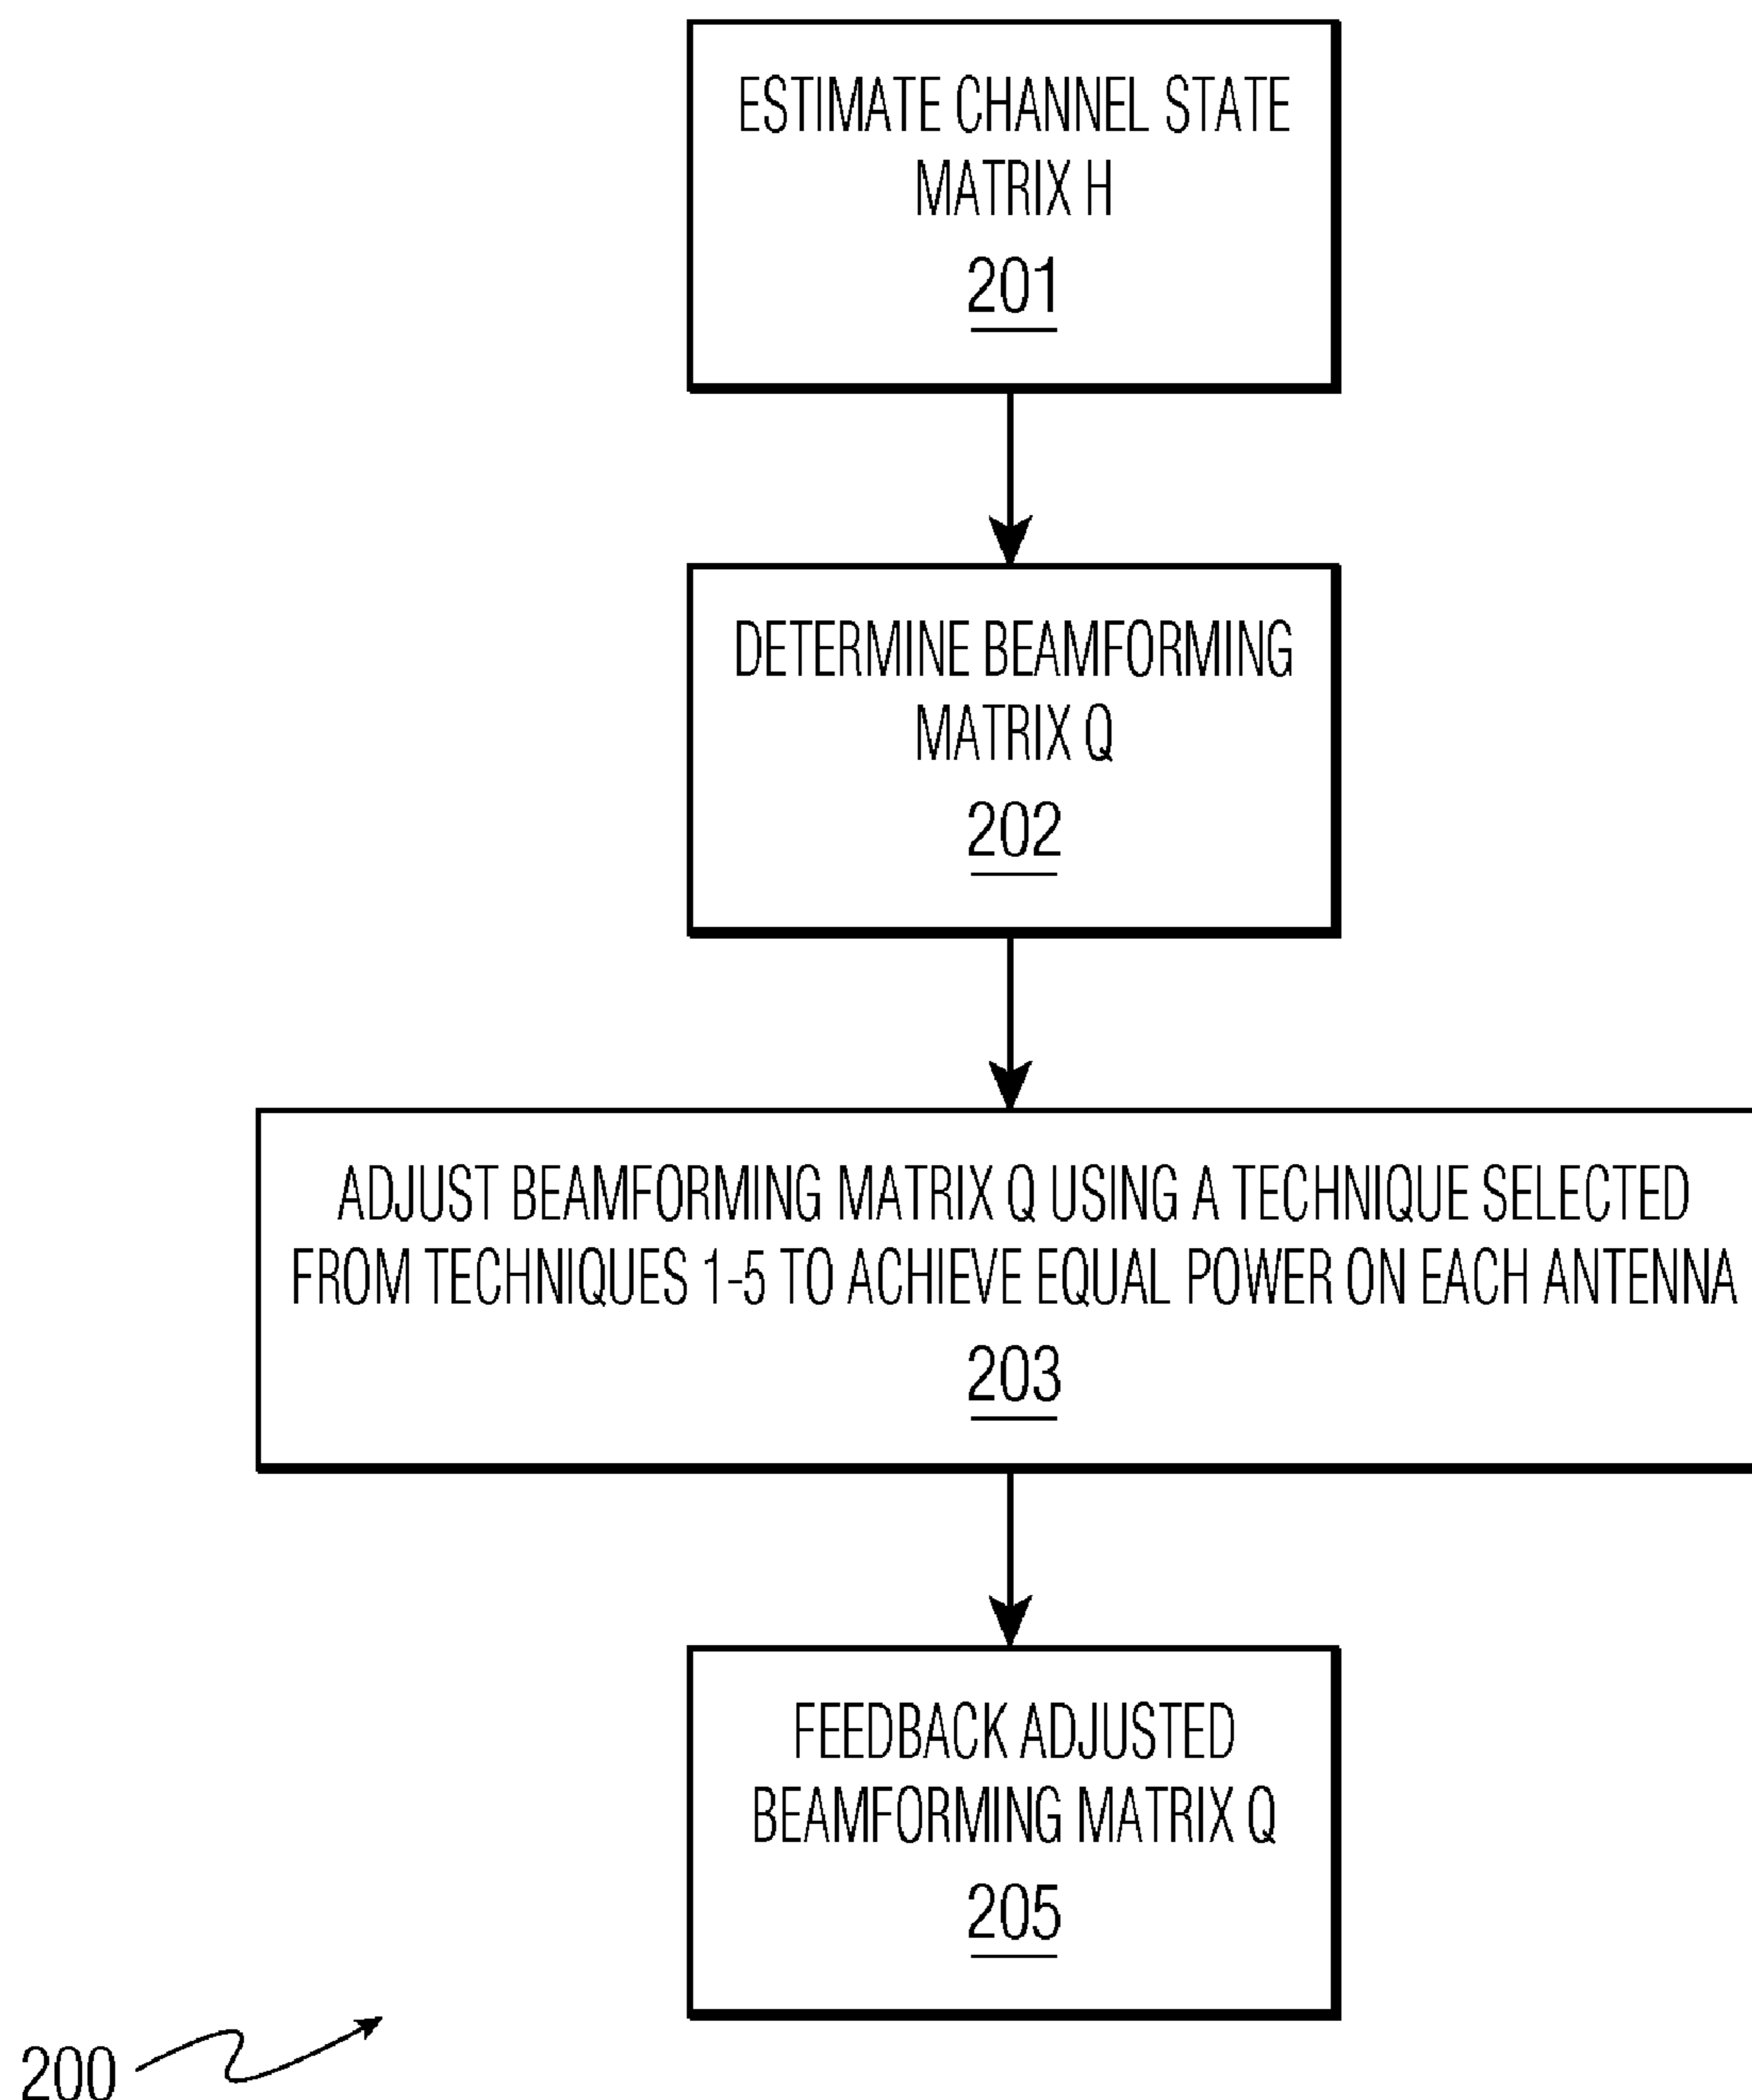 ESTIMATE CHANNEL STATE
MATRIX H
201
DETERMINE BEAMFORMING
MATRIX Q
202
ADJUST BEAMFORMING MATRIX Q USING A TECHNIQUE SELECTED
FROM TECHNIQUES 1-5 TO ACHIEVE EQUAL POWER ON EACH ANTENNA
203
FEEDBACK ADJUSTED
BEAMFORMING MATRIX Q
205
200